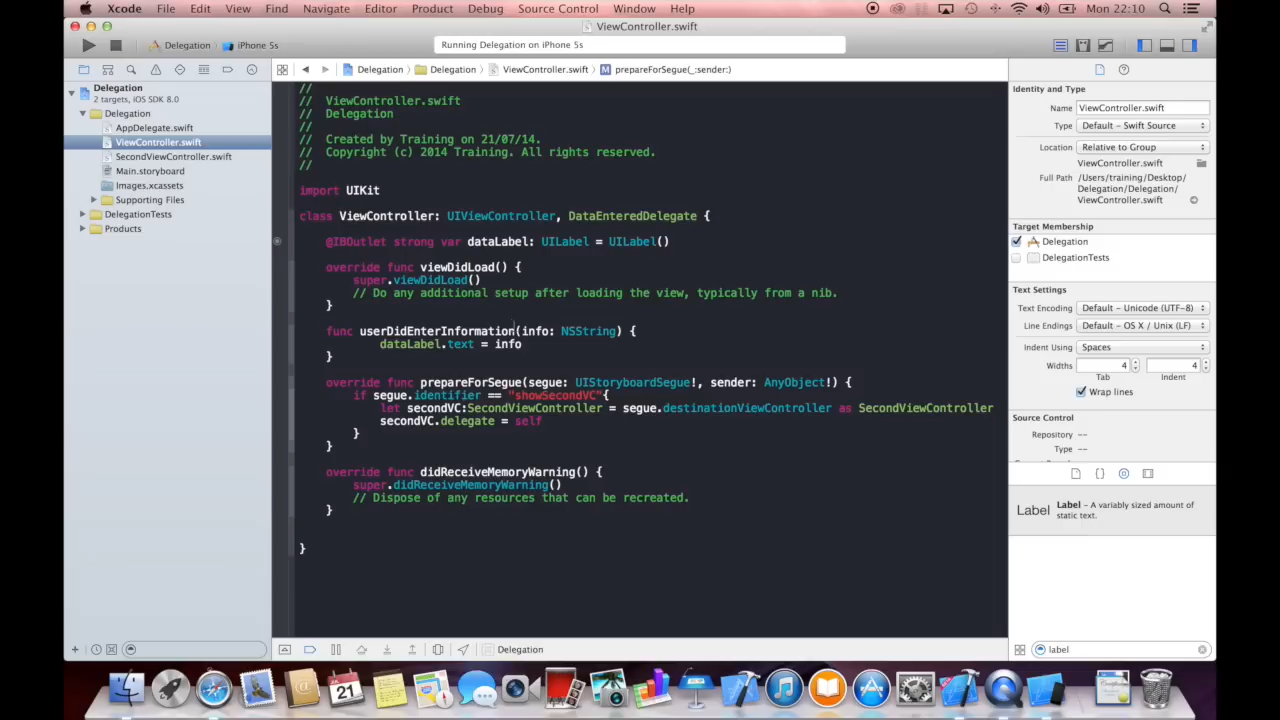 Xcode File Edit View Find Navigate Editor Product Debug Source Control Window Help Mon 22:10
ViewController.swift
Delegation iPhone 5s
Running Delegation on iPhone 5s
Delegation Delegation ViewController.swift M prepareForSegue(_:sender:)
Delegation
2 targets, iOS SDK 8.0
Delegation
AppDelegate.swift
ViewController.swift
SecondViewController.swift
Main.storyboard
Images.xcassets
Supporting Files
DelegationTests
Products
//
// ViewController.swift
// Delegation
//
// Created by Training on 21/07/14.
// Copyright (c) 2014 Training. All rights reserved.
//
import UIKit
class ViewController: UIViewController, DataEnteredDelegate {
@IBOutlet strong var dataLabel: UILabel = UILabel()
override func viewDidLoad() {
super.viewDidLoad()
// Do any additional setup after loading the view, typically from a nib.
}
func userDidEnterInformation(info: NSString) {
dataLabel.text = info
}
override func prepareForSegue(segue: UIStoryboardSegue!, sender: AnyObject!) {
if segue.identifier == "showSecondVC"{
let secondVC:SecondViewController = segue.destinationViewController as SecondViewController
secondVC.delegate = self
}
}
override func didReceiveMemoryWarning() {
super.didReceiveMemoryWarning()
// Dispose of any resources that can be recreated.
}
}
Identity and Type
Name ViewController.swift
Type Default - Swift Source
Location Relative to Group
ViewController.swift
Full Path /Users/training/Desktop/
Delegation/Delegation/
ViewController.swift
Target Membership
Delegation
DelegationTests
Text Settings
Text Encoding Default - Unicode (UTF-8)
Line Endings Default - OS X / Unix (LF)
Indent Using Spaces
Widths 4 4
Tab Indent
Wrap lines
Source Control
Repository --
Type --
Label Label - A variably sized amount of
static text.
Delegation
label
JUL
21